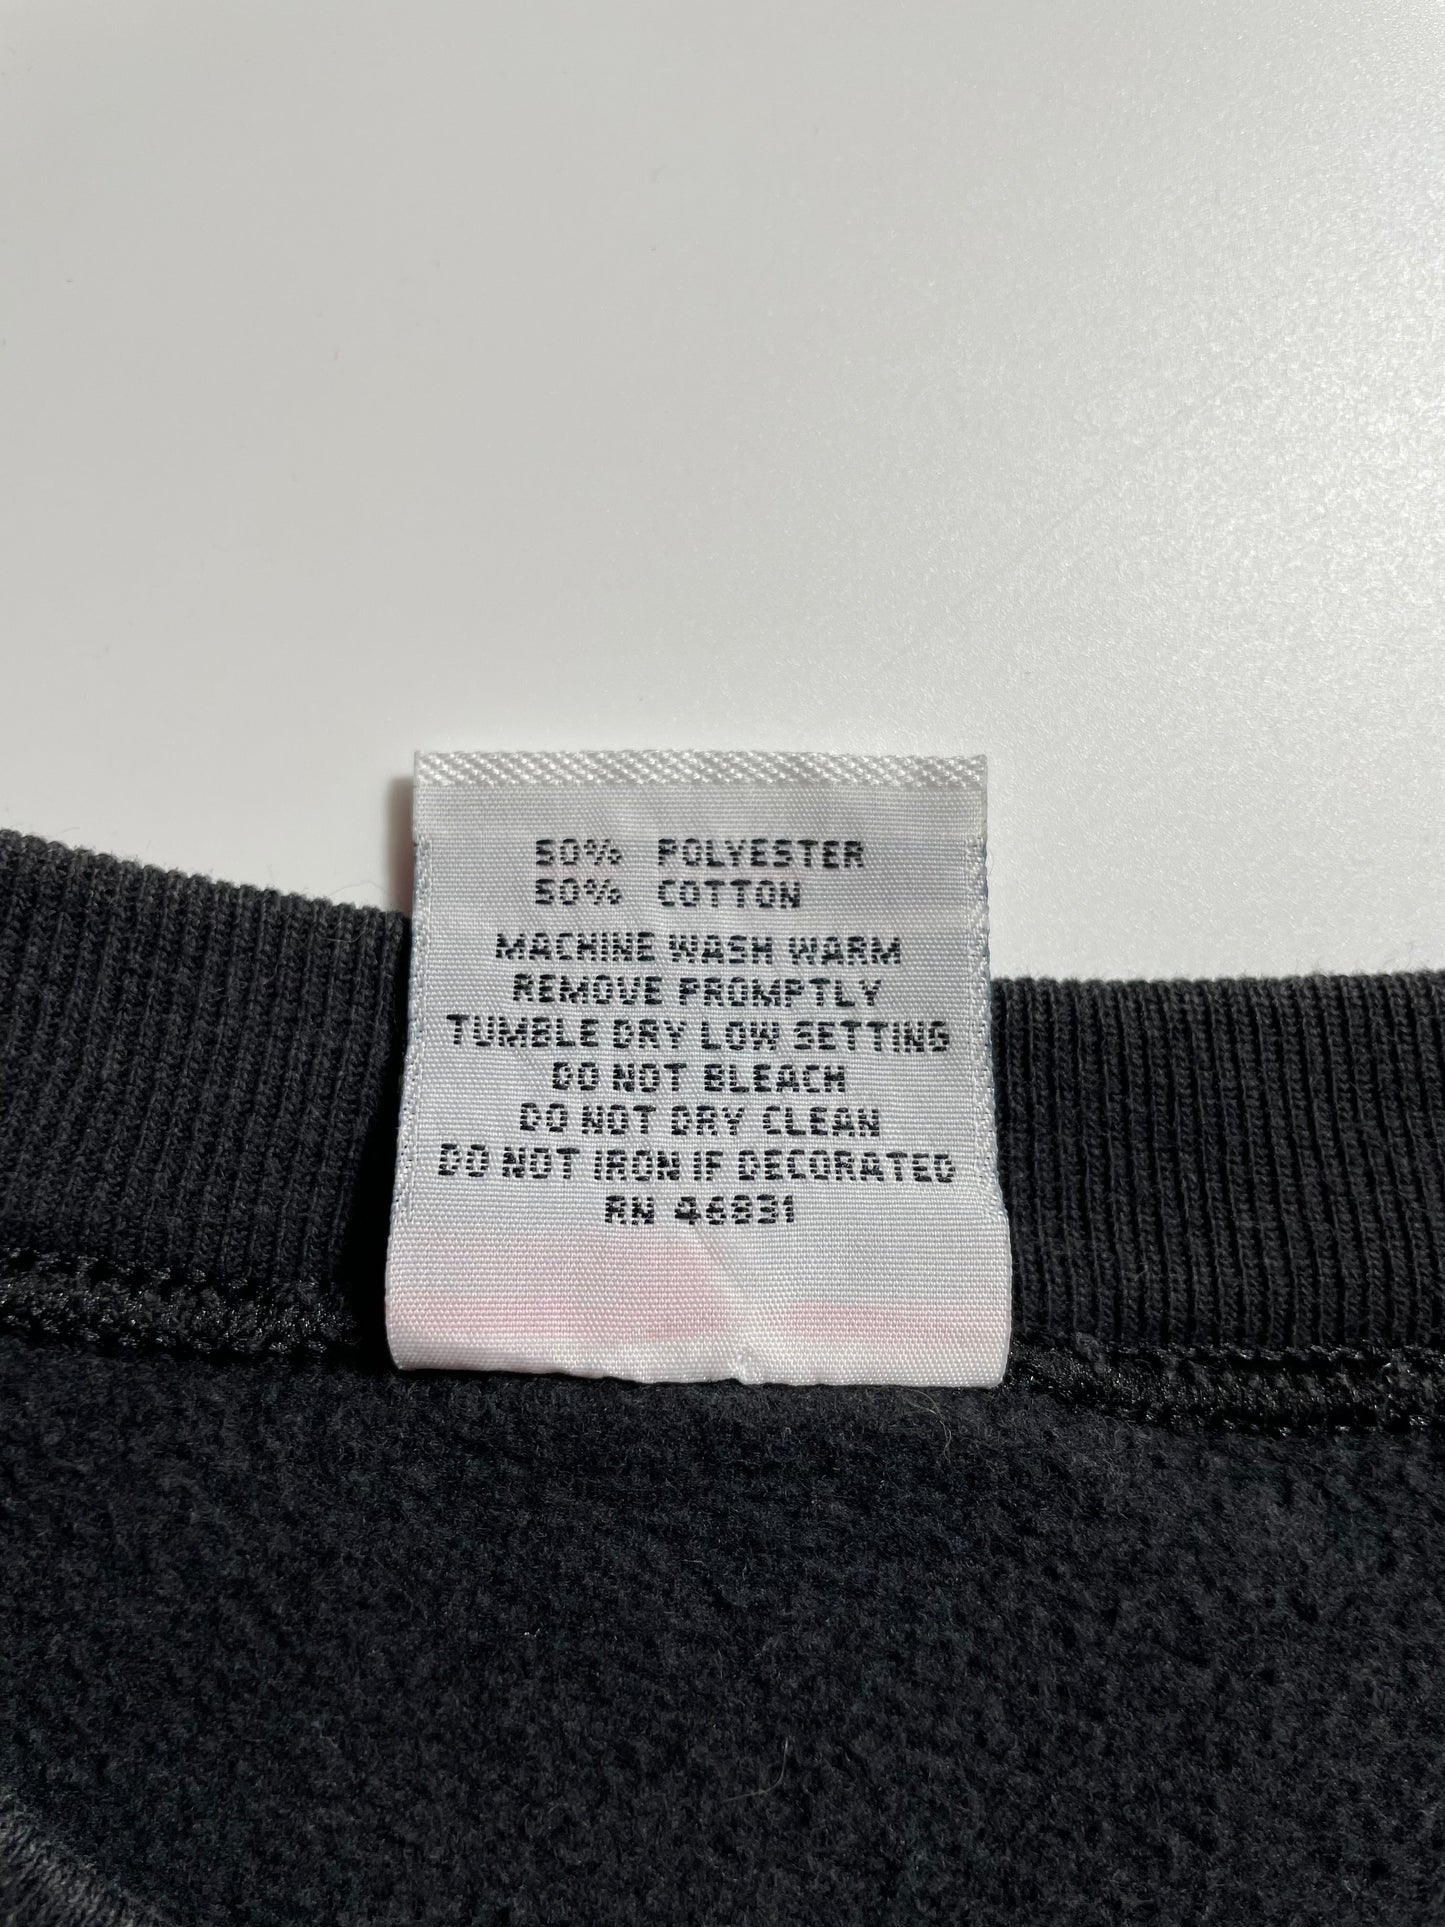 50% POLYESTER
50% COTTON
MACHINE WASH WARM
REMOVE PROMPTLY
TUMBLE DRY LOW SETTING
DO NOT BLEACH
DO NOT DRY CLEAN
DO NOT IRON IF DECORATED
RN 46931